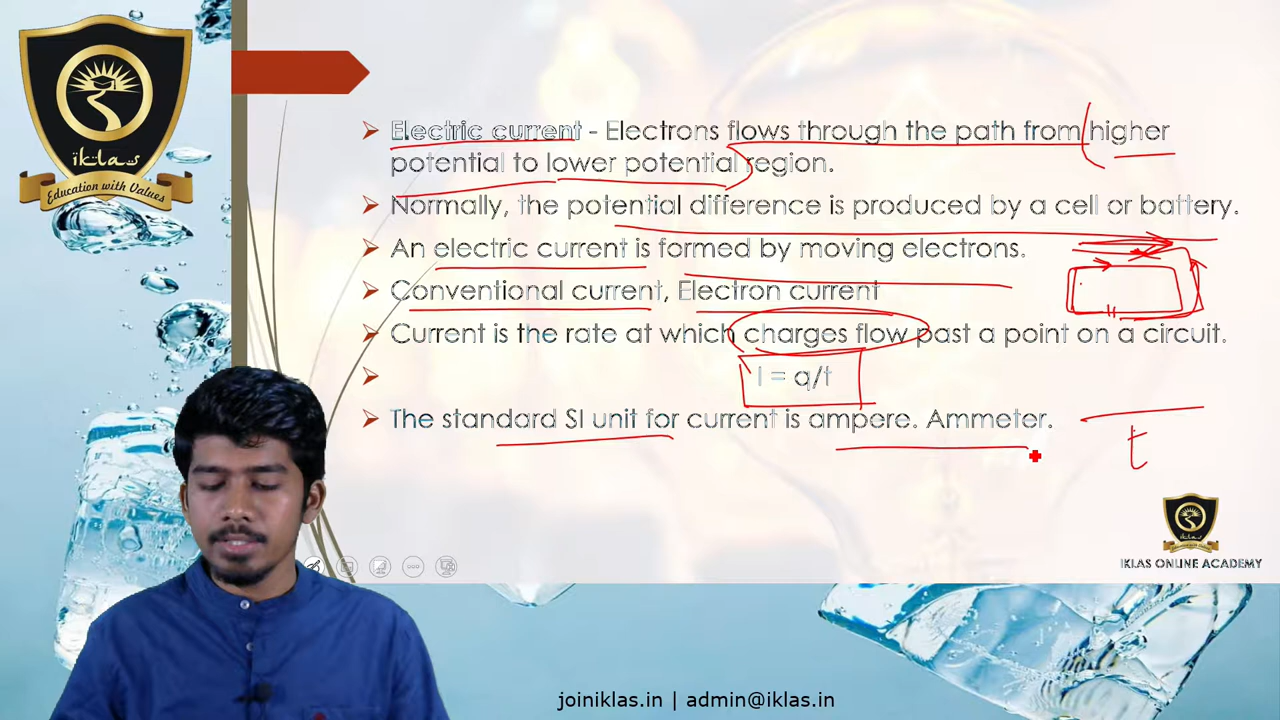 iklas
Education with Values
Electric current - Electrons flows through the path from higher
potential to lower potential region.
Normally, the potential difference is produced by a cell or battery.
An electric current is formed by moving electrons.
Conventional current, Electron current
Current is the rate at which charges flow past a point on a circuit.
I = q/t
The standard SI unit for current is ampere. Ammeter.
t
iklas
IKLAS ONLINE ACADEMY
joiniklas.in | admin@iklas.in